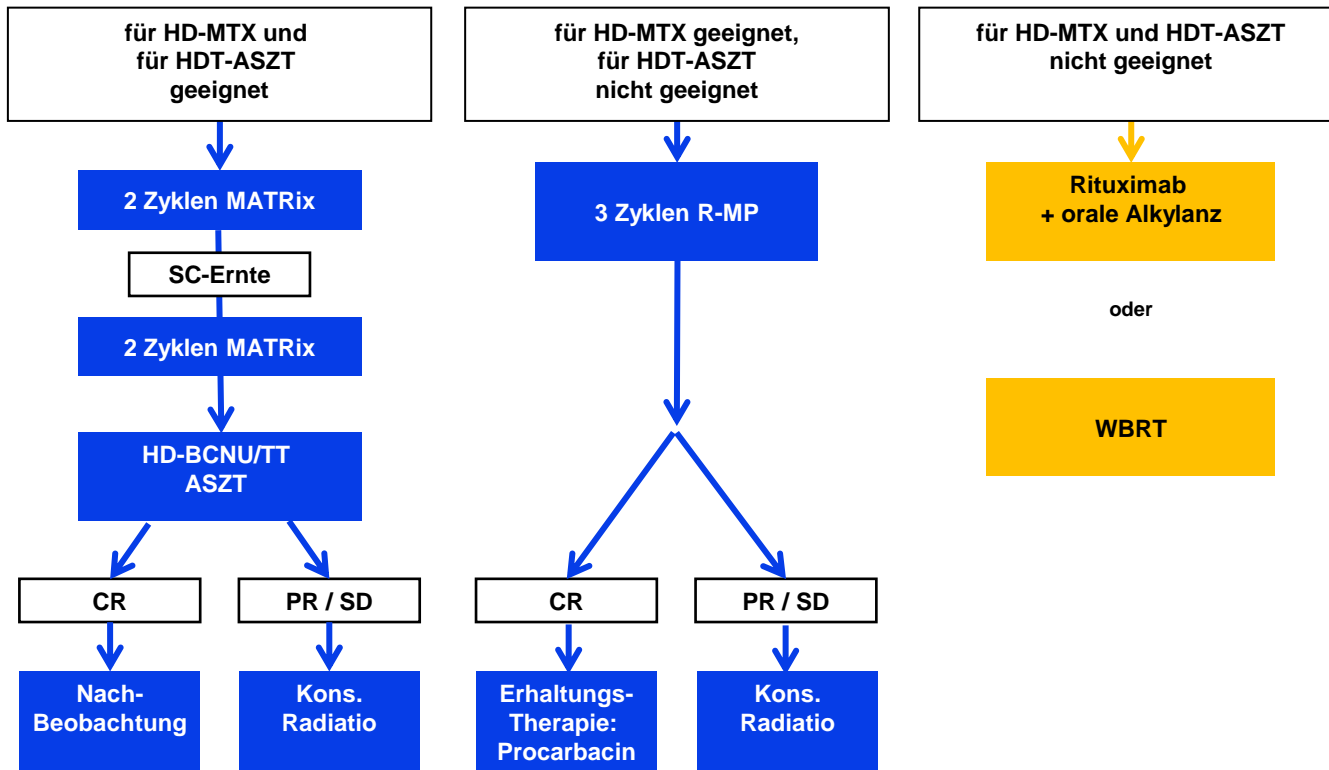 für HD-MTX und
für HDT-ASZT
geeignet
2 Zyklen MATRix
SC-Ernte
2 Zyklen MATRix
HD-BCNU/TT
ASZT
CR
PR / SD
Nach-
Beobachtung
Kons.
Radiatio
für HD-MTX geeignet,
für HDT-ASZT
nicht geeignet
3 Zyklen R-MP
CR
PR / SD
Erhaltungs-
Therapie:
Procarbacin
Kons.
Radiatio
für HD-MTX und HDT-ASZT
nicht geeignet
Rituximab
+ orale Alkylanz
oder
WBRT